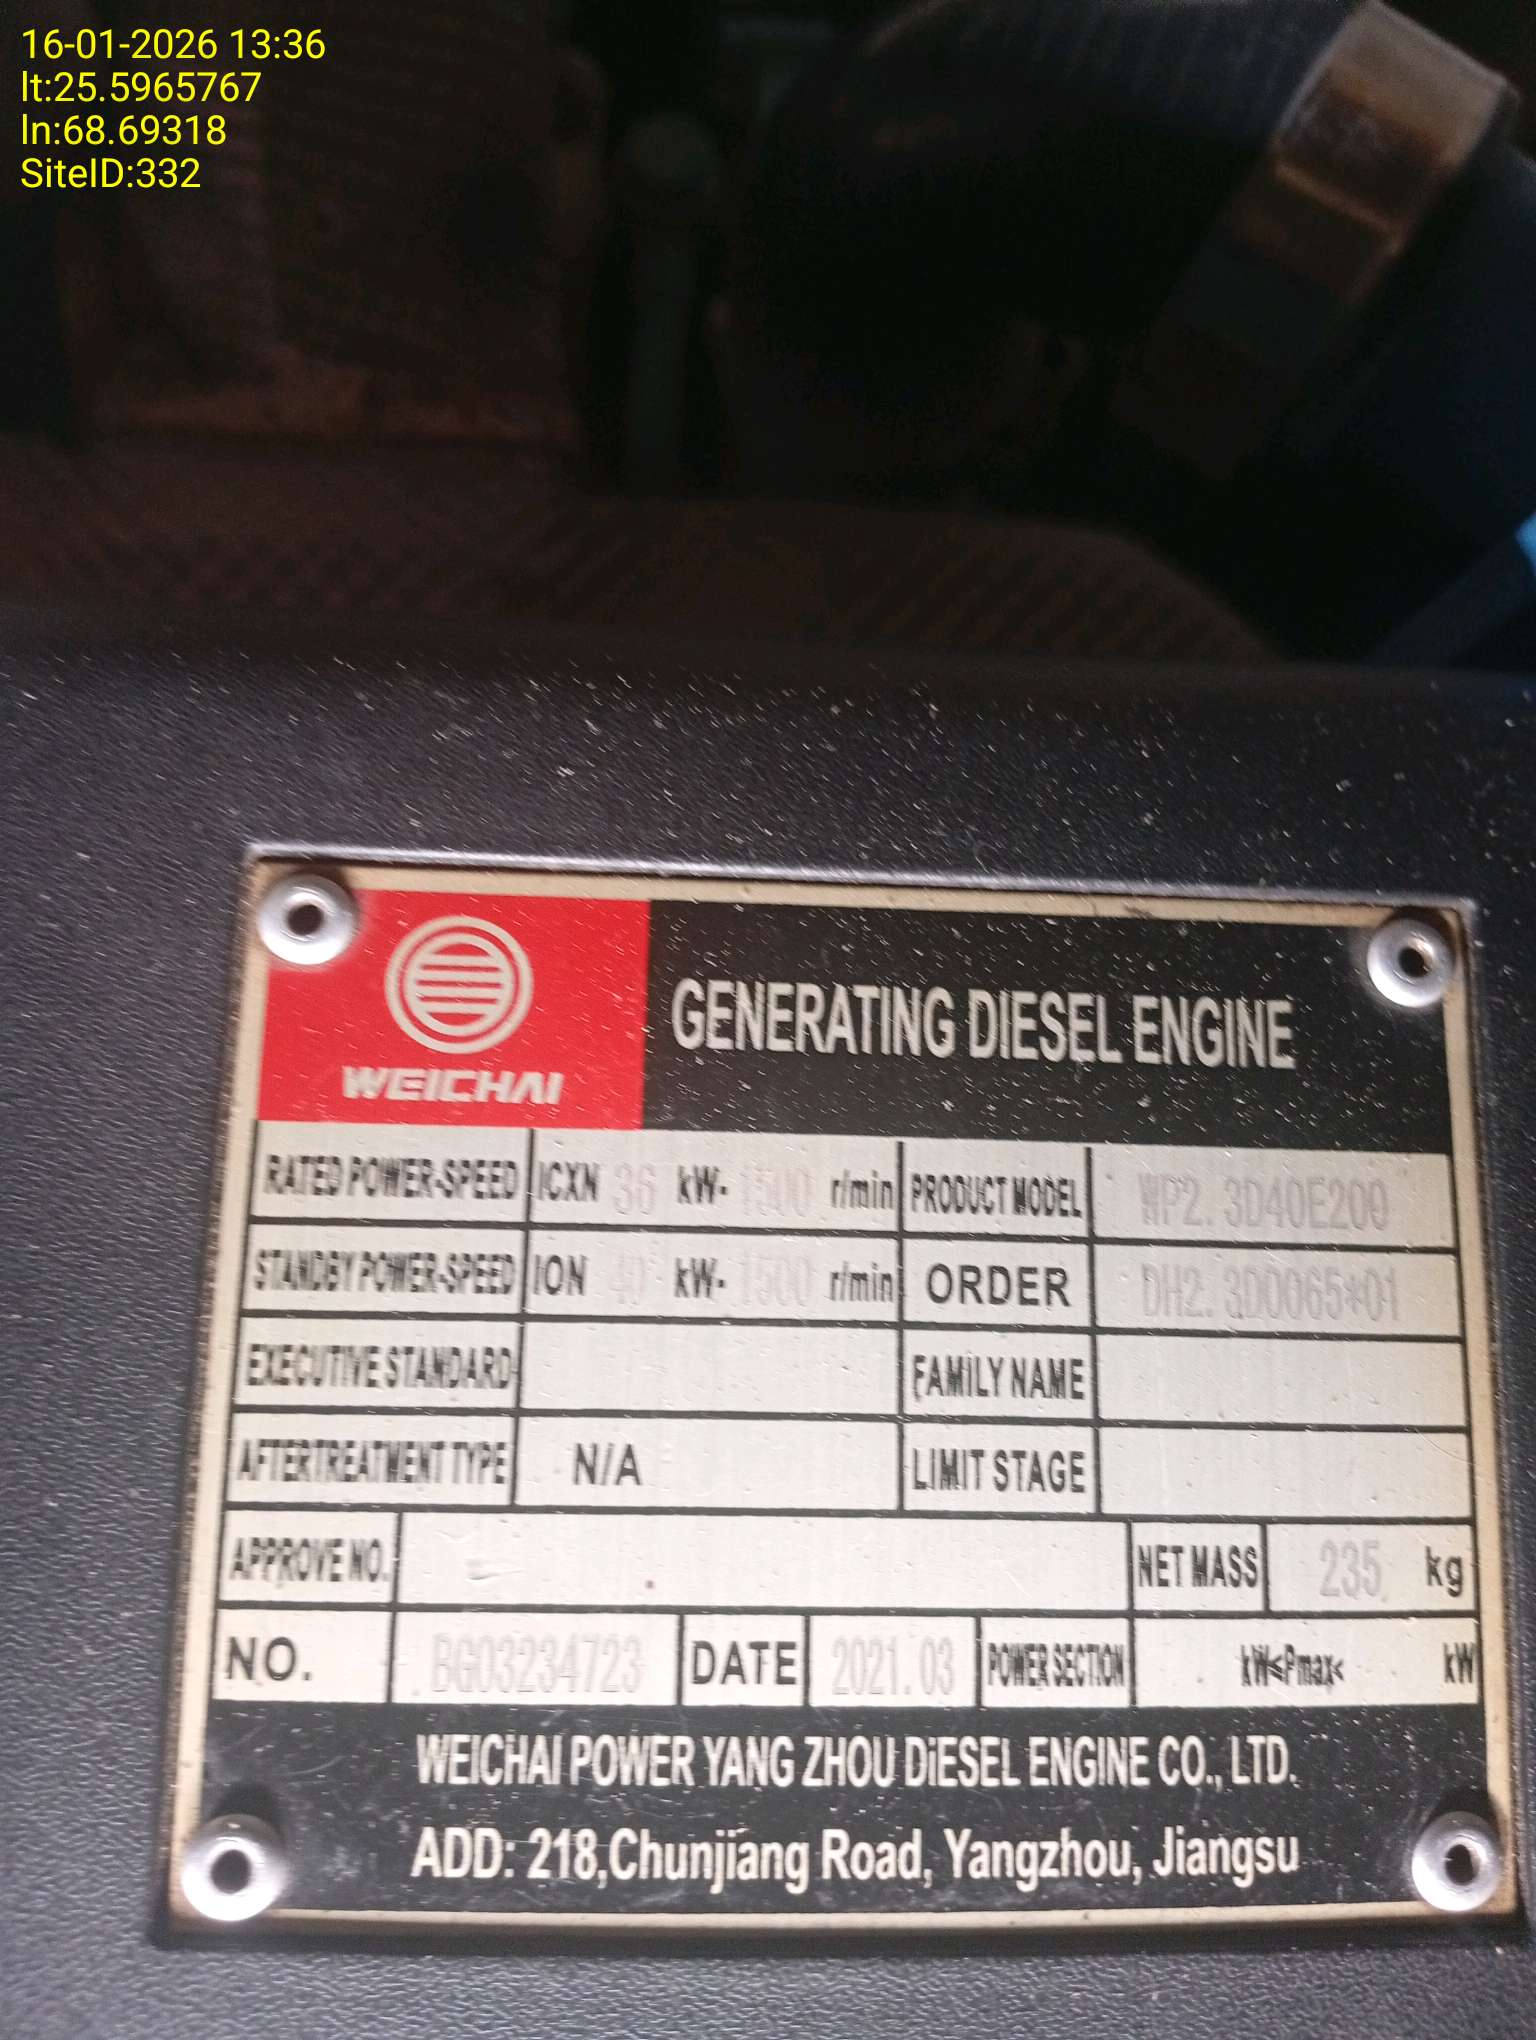 16-01-2026 13:36
lt:25.5965767
ln:68.69318
SiteID:332
WEICHAI
GENERATING DIESEL ENGINE
RATED POWER-SPEED ICXN 36 kW- 1500 r/min PRODUCT MODEL WP2.3D40E200
STANDBY POWER-SPEED ION 40 kW- 1500 r/min ORDER DH2.3D0065*01
EXECUTIVE STANDARD FAMILY NAME
AFTERTREATMENT TYPE N/A LIMIT STAGE
APPROVE NO. NET MASS 235 kg
NO. BG03234723 DATE 2021.03 POWER SECTION kW≤Pmax< kW
WEICHAI POWER YANG ZHOU DiESEL ENGINE CO., LTD.
ADD: 218,Chunjiang Road, Yangzhou, Jiangsu